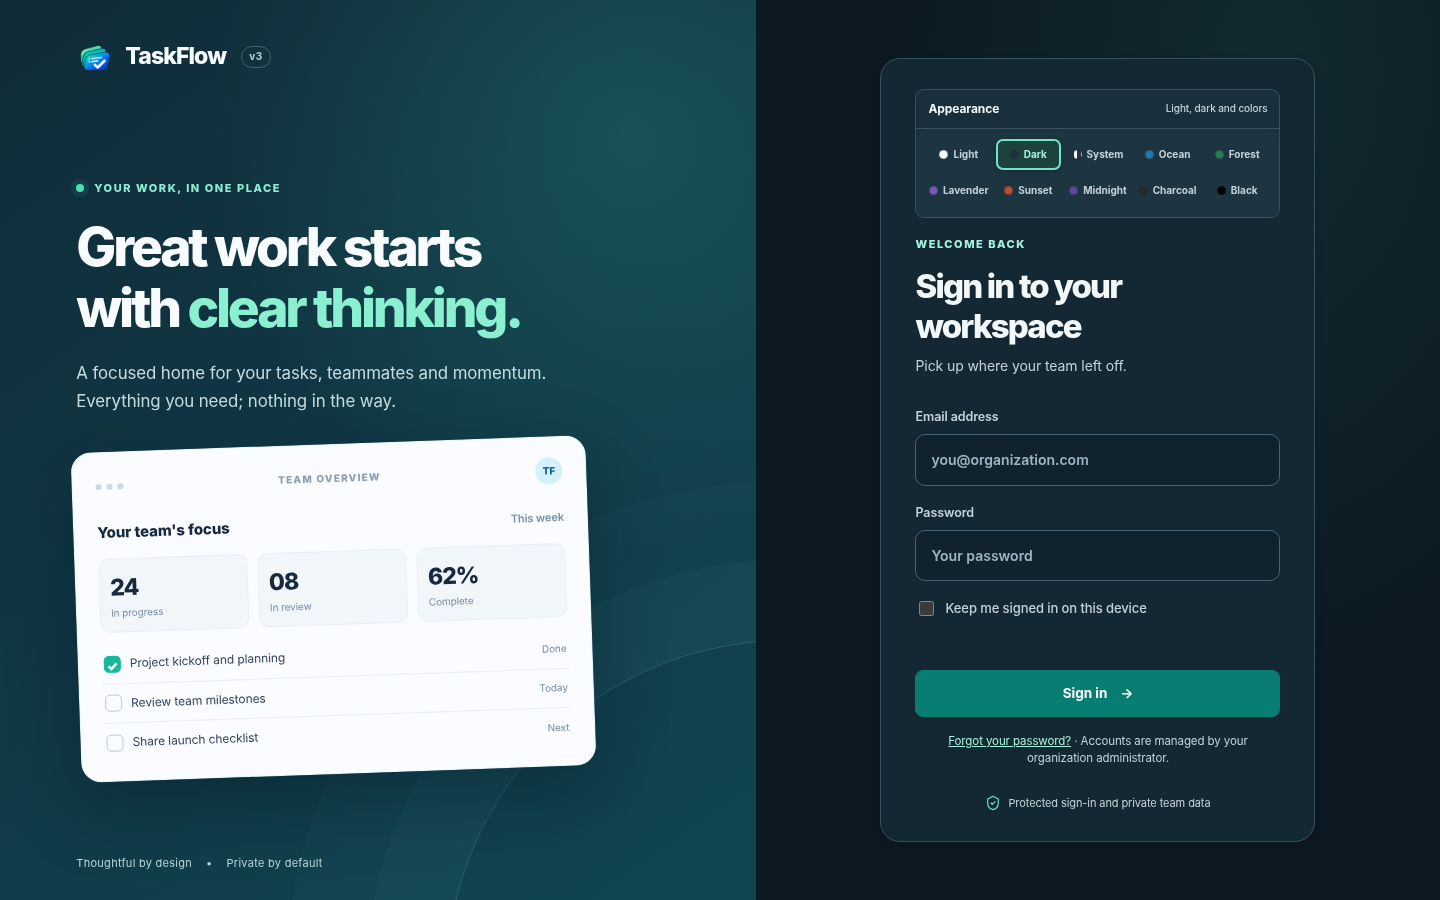 TaskFlow v3
YOUR WORK, IN ONE PLACE
Great work starts
with clear thinking.
A focused home for your tasks, teammates and momentum.
Everything you need; nothing in the way.
TEAM OVERVIEW
TF
Your team's focus
This week
24
In progress
08
In review
62%
Complete
Project kickoff and planning
Done
Review team milestones
Today
Share launch checklist
Next
Thoughtful by design • Private by default
Appearance
Light, dark and colors
Light Dark System Ocean Forest
Lavender Sunset Midnight Charcoal Black
WELCOME BACK
Sign in to your
workspace
Pick up where your team left off.
Email address
you@organization.com
Password
Your password
Keep me signed in on this device
Sign in →
Forgot your password? · Accounts are managed by your
organization administrator.
Protected sign-in and private team data